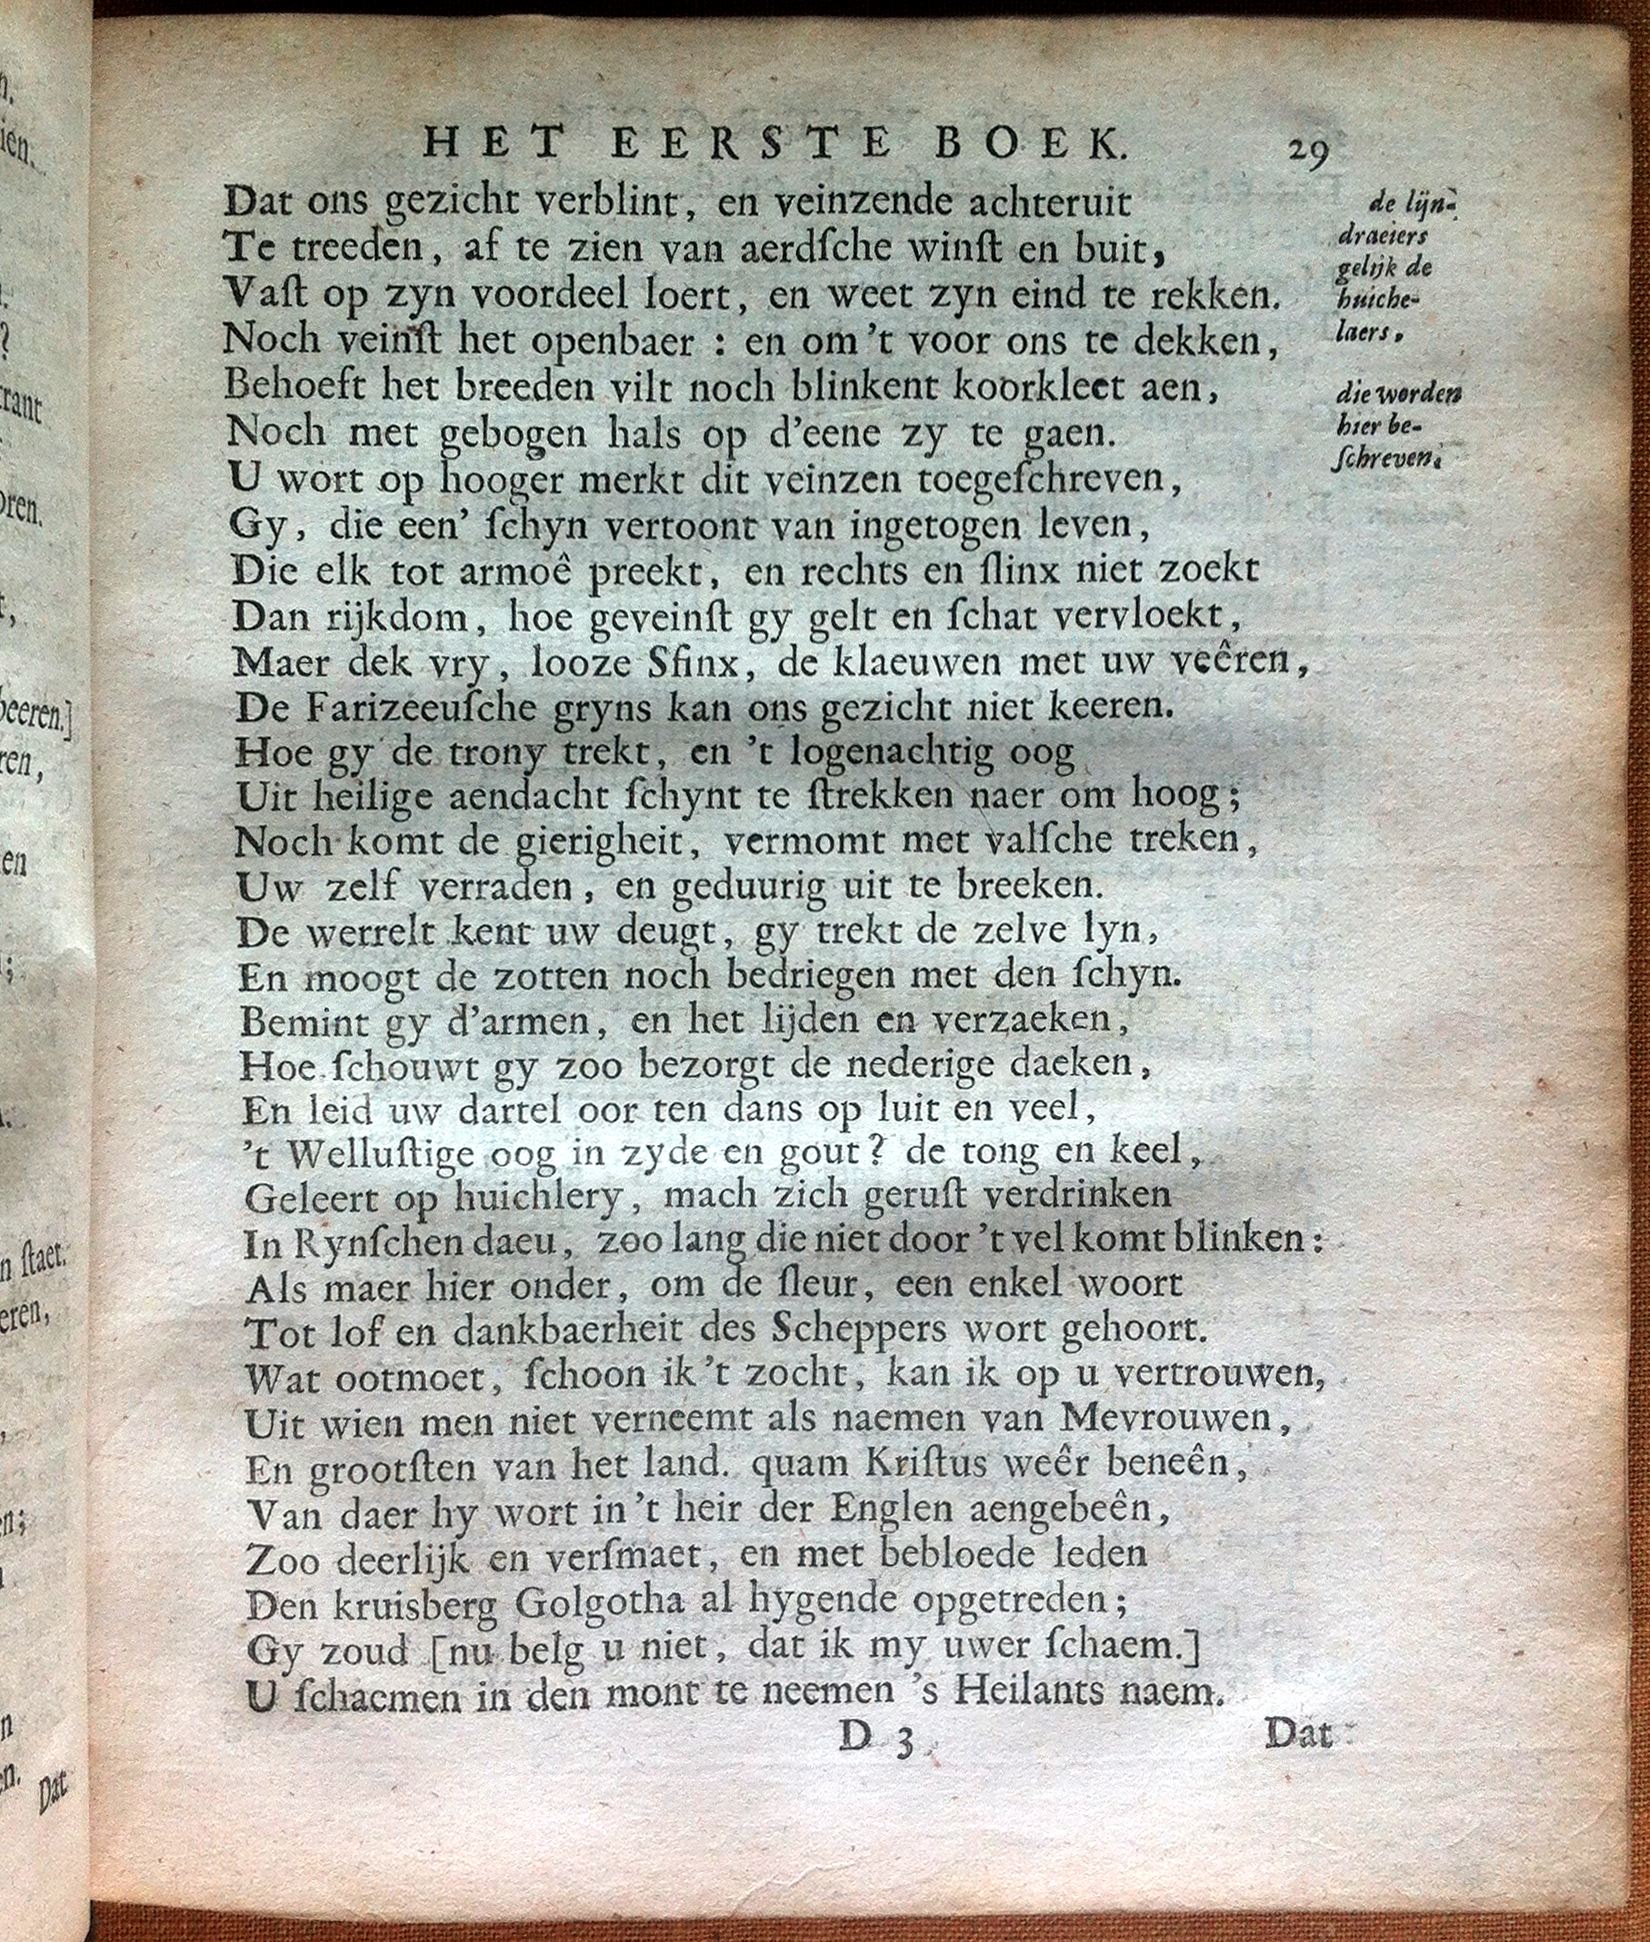 HET EERSTE BOEK. 29
Dat ons gezicht verblint, en veinzende achteruit
Te treeden, af te zien van aerdſche winſt en buit,
Vaſt op zyn voordeel loert, en weet zyn eind te rekken.
Noch veinſt het openbaer : en om 't voor ons te dekken,
Behoeft het breeden vilt noch blinkent koorkleet aen,
Noch met gebogen hals op d'eene zy te gaen.
U wort op hooger merkt dit veinzen toegeſchreven,
Gy, die een' ſchyn vertoont van ingetogen leven,
Die elk tot armoê preekt, en rechts en ſlinx niet zoekt
Dan rijkdom, hoe geveinſt gy gelt en ſchat vervloekt,
Maer dek vry, looze Sfinx, de klaeuwen met uw veêren,
De Farizeeuſche gryns kan ons gezicht niet keeren.
Hoe gy de trony trekt, en 't logenachtig oog
Uit heilige aendacht ſchynt te ſtrekken naer om hoog;
Noch komt de gierigheit, vermomt met valſche treken,
Uw zelf verraden, en geduurig uit te breeken.
De werrelt kent uw deugt, gy trekt de zelve lyn,
En moogt de zotten noch bedriegen met den ſchyn.
Bemint gy d'armen, en het lijden en verzaeken,
Hoe ſchouwt gy zoo bezorgt de nederige daeken,
En leid uw dartel oor ten dans op luit en veel,
't Welluſtige oog in zyde en gout? de tong en keel,
Geleert op huichlery, mach zich geruſt verdrinken
In Rynſchen daeu, zoo lang die niet door 't vel komt blinken:
Als maer hier onder, om de ſleur, een enkel woort
Tot lof en dankbaerheit des Scheppers wort gehoort.
Wat ootmoet, ſchoon ik 't zocht, kan ik op u vertrouwen,
Uit wien men niet verneemt als naemen van Mevrouwen,
En grootſten van het land. quam Kriſtus weêr beneên,
Van daer hy wort in 't heir der Englen aengebeên,
Zoo deerlijk en verſmaet, en met bebloede leden
Den kruisberg Golgotha al hygende opgetreden;
Gy zoud [nu belg u niet, dat ik my uwer ſchaem.]
U ſchaemen in den mont te neemen 's Heilants naem.
D 3 Dat
de lijn-
draeiers
gelijk de
huiche-
laers.
die worden
hier be-
ſchreven.
ien.
?
rant
oren.
beeren.]
ren,
en
n ſtaet.
eren,
Dat